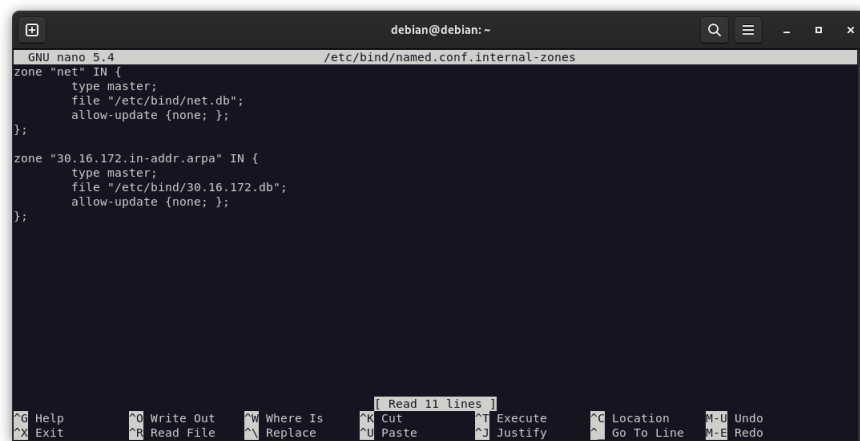 debian@debian: ~
GNU nano 5.4 /etc/bind/named.conf.internal-zones
zone "net" IN {
type master;
file "/etc/bind/net.db";
allow-update {none; };
};
zone "30.16.172.in-addr.arpa" IN {
type master;
file "/etc/bind/30.16.172.db";
allow-update {none; };
};
[ Read 11 lines ]
^G Help ^O Write Out ^W Where Is ^K Cut ^T Execute ^C Location M-U Undo
^X Exit ^R Read File ^\ Replace ^U Paste ^J Justify ^_ Go To Line M-E Redo